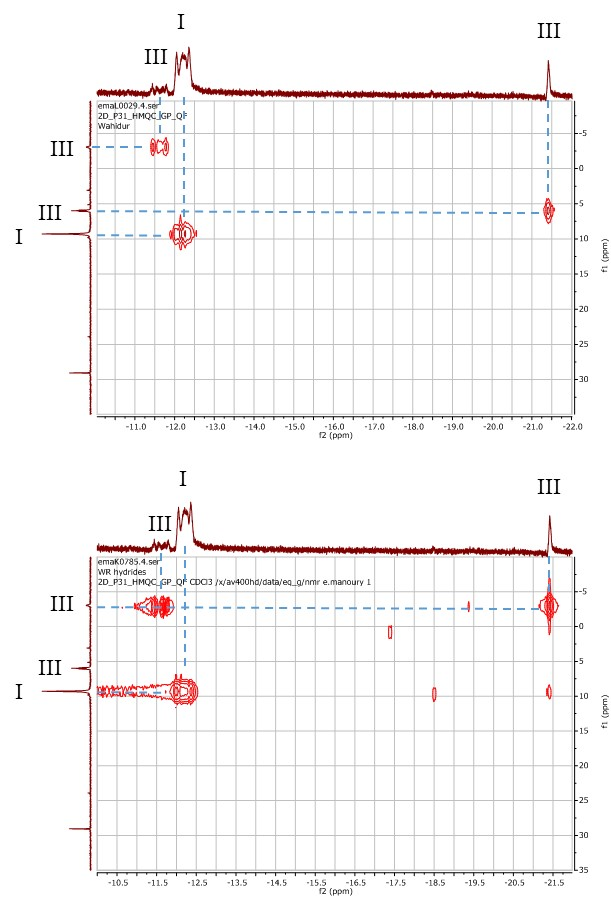 I
III
III
emaL0029.4.ser
2D_P31_HMQC_GP_QF
Wahidur
III
III
I
-5
0
5
10
15
20
25
30
f1 (ppm)
-11.0
-12.0
-13.0
-14.0
-15.0
-16.0
-17.0
-18.0
-19.0
-20.0
-21.0
-22.0
f2 (ppm)
I
III
III
emaK0785.4.ser
WR hydrides
2D_P31_HMQC_GP_QF CDCl3 /x/av400hd/data/eq_g/nmr e.manoury 1
III
III
I
-5
0
5
10
15
20
25
30
35
f1 (ppm)
-10.5
-11.5
-12.5
-13.5
-14.5
-15.5
-16.5
-17.5
-18.5
-19.5
-20.5
-21.5
f2 (ppm)